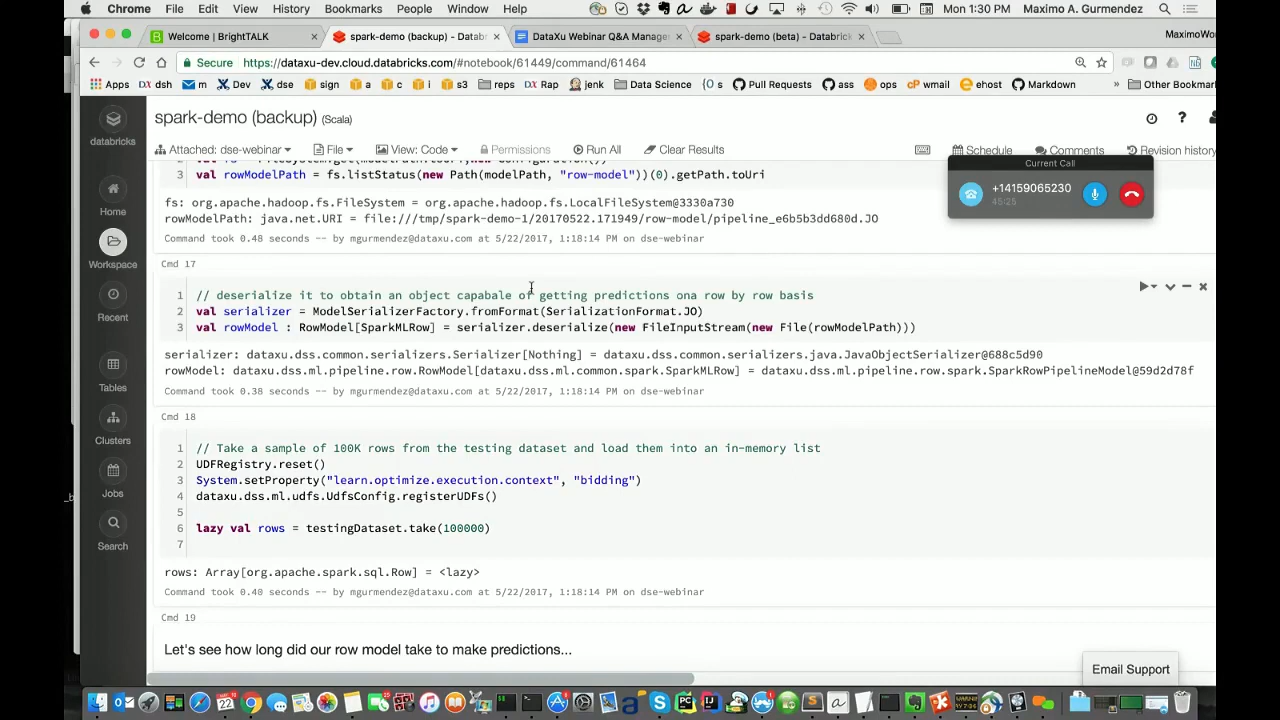 Chrome File Edit View History Bookmarks People Window Help Mon 1:30 PM Maximo A. Gurmendez
Welcome | BrightTALK × spark-demo (backup) - Datab × DataXu Webinar Q&A Manage × spark-demo (beta) - Databrick × MaximoWor
Secure https://dataxu-dev.cloud.databricks.com/#notebook/61449/command/61464
Apps dsh m Dev dse sign a c i s3 reps Rap jenk Data Science s Pull Requests ass ops wmail ehost Markdown » Other Bookmar
databricks
Home
Workspace
Recent
Tables
Clusters
Jobs
Search
spark-demo (backup) (Scala)
Attached: dse-webinar File View: Code Permissions Run All Clear Results Schedule Comments Revision history
Current Call
+14159065230
3 val rowModelPath = fs.listStatus(new Path(modelPath, "row-model"))(0).getPath.toUri
fs: org.apache.hadoop.fs.FileSystem = org.apache.hadoop.fs.LocalFileSystem@3330a730
rowModelPath: java.net.URI = file:///tmp/spark-demo-1/20170522.171949/row-model/pipeline_e6b5b3dd680d.JO
Command took 0.48 seconds -- by mgurmendez@dataxu.com at 5/22/2017, 1:18:14 PM on dse-webinar
Cmd 17
1 // deserialize it to obtain an object capabale of getting predictions ona row by row basis
2 val serializer = ModelSerializerFactory.fromFormat(SerializationFormat.JO)
3 val rowModel : RowModel[SparkMLRow] = serializer.deserialize(new FileInputStream(new File(rowModelPath)))
serializer: dataxu.dss.common.serializers.Serializer[Nothing] = dataxu.dss.common.serializers.java.JavaObjectSerializer@688c5d90
rowModel: dataxu.dss.ml.pipeline.row.RowModel[dataxu.dss.ml.common.spark.SparkMLRow] = dataxu.dss.ml.pipeline.row.spark.SparkRowPipelineModel@59d2d78f
Command took 0.38 seconds -- by mgurmendez@dataxu.com at 5/22/2017, 1:18:14 PM on dse-webinar
Cmd 18
1 // Take a sample of 100K rows from the testing dataset and load them into an in-memory list
2 UDFRegistry.reset()
3 System.setProperty("learn.optimize.execution.context", "bidding")
4 dataxu.dss.ml.udfs.UdfsConfig.registerUDFs()
5
6 lazy val rows = testingDataset.take(100000)
7
rows: Array[org.apache.spark.sql.Row] = <lazy>
Command took 0.40 seconds -- by mgurmendez@dataxu.com at 5/22/2017, 1:18:14 PM on dse-webinar
Cmd 19
Let's see how long did our row model take to make predictions...
Email Support